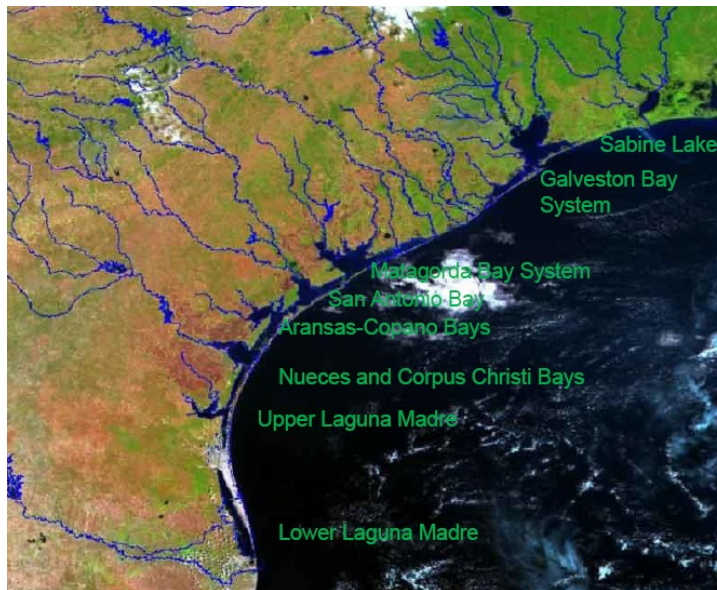 Sabine Lake
Galveston Bay
System
Matagorda Bay System
San Antonio Bay
Aransas-Copano Bays
Nueces and Corpus Christi Bays
Upper Laguna Madre
Lower Laguna Madre